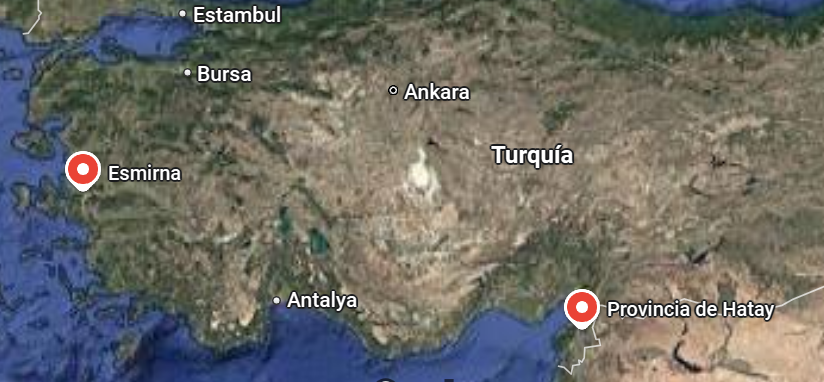 Estambul
Bursa
Ankara
Turquía
Esmirna
Antalya
Provincia de Hatay